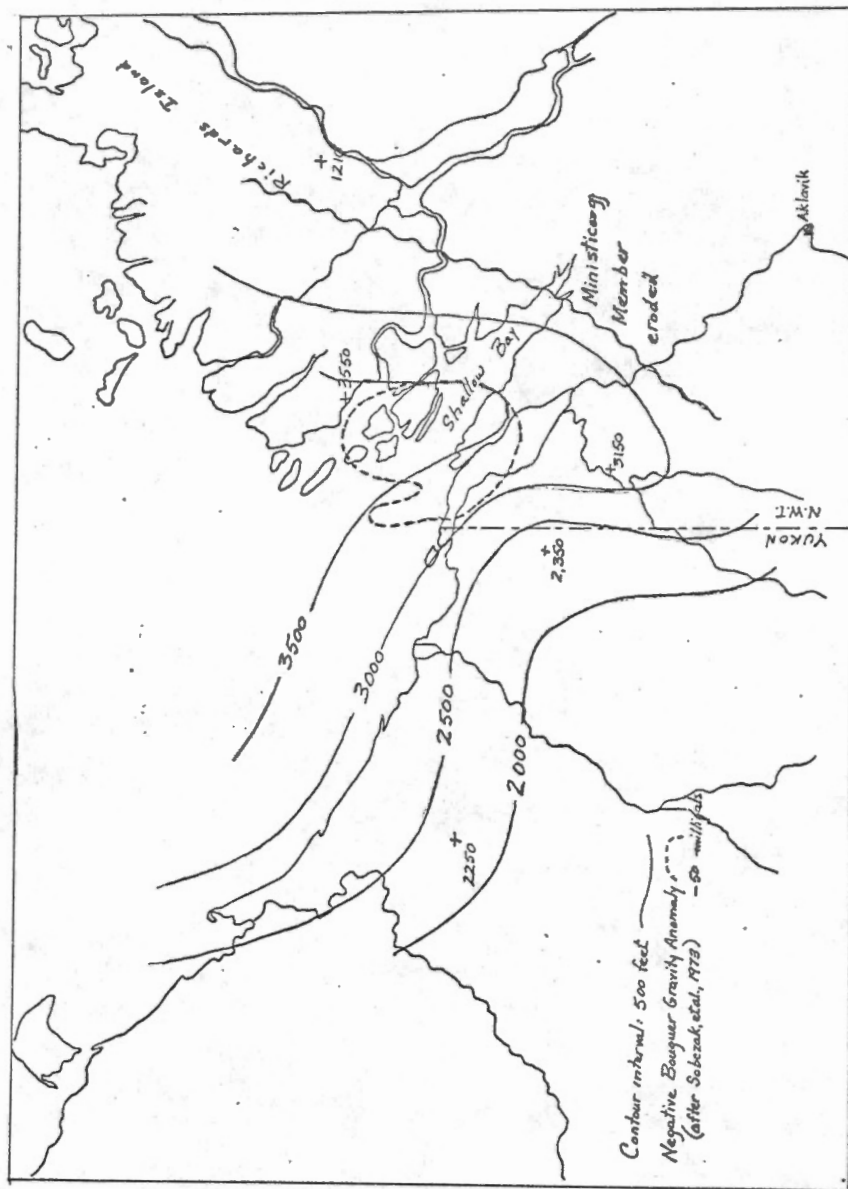 Richards Island
+
1210
+3550
Shallow Bay
Ministicoog
Member
eroded
Aklavik
+
3150
N.W.T.
YUKON
+
2,350
3500
3000
2500
2000
+
2250
Contour interval: 500 feet
Negative Bouguer Gravity Anomaly
(after Sobczak, et al., 1973) -50 milligals